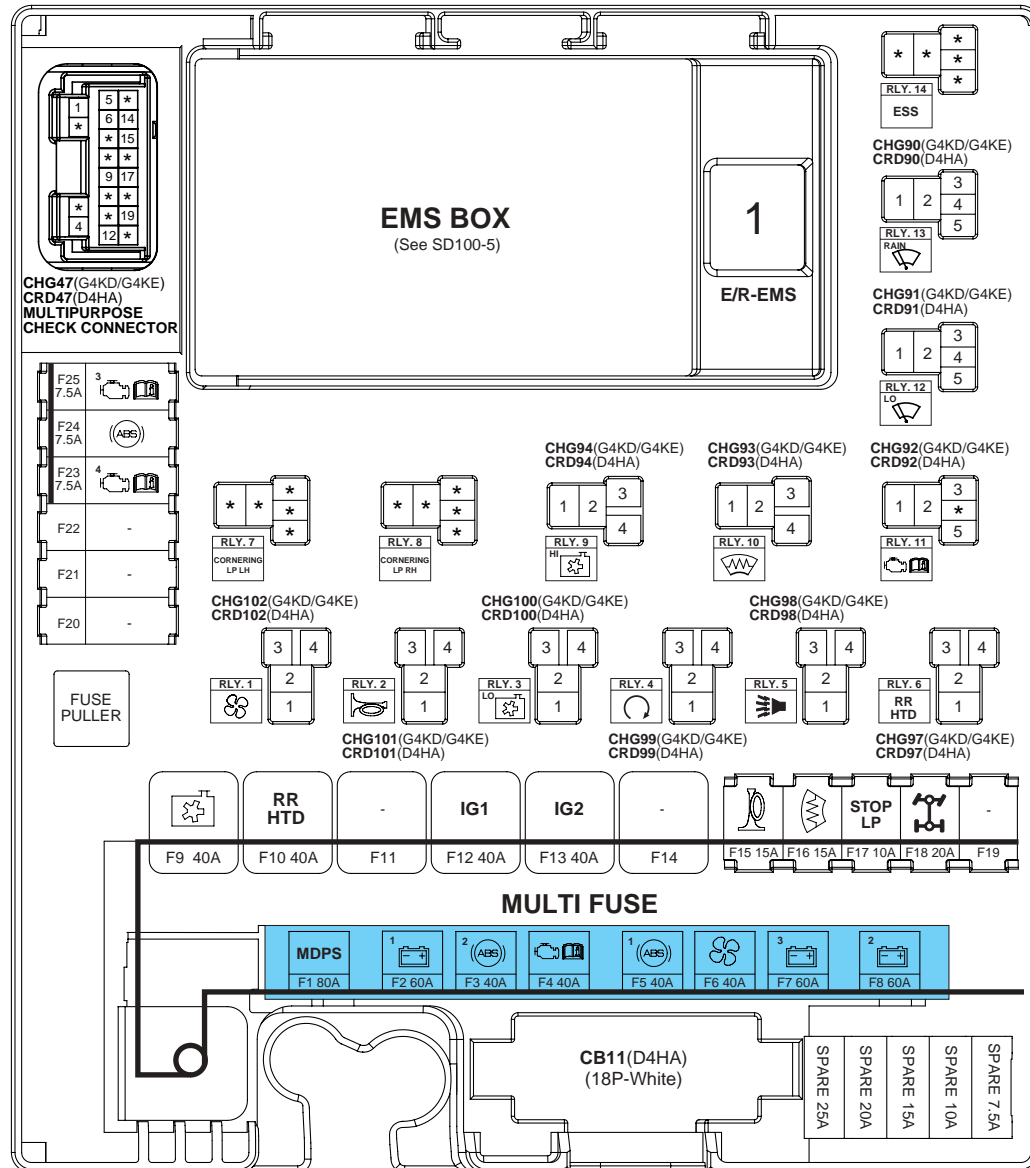 1
*
*
4
5 *
6 14
* 15
* *
9 17
* *
* 19
12 *
CHG47(G4KD/G4KE)
CRD47(D4HA)
MULTIPURPOSE
CHECK CONNECTOR
EMS BOX
(See SD100-5)
1
E/R-EMS
* * *
*
*
RLY. 14
ESS
CHG90(G4KD/G4KE)
CRD90(D4HA)
1 2 3
4
5
RLY. 13
RAIN
CHG91(G4KD/G4KE)
CRD91(D4HA)
1 2 3
4
5
RLY. 12
LO
F25
7.5A
3
F24
7.5A
ABS
F23
7.5A
4
F22 -
F21 -
F20 -
* * *
*
*
RLY. 7
CORNERING
LP LH
* * *
*
*
RLY. 8
CORNERING
LP RH
CHG94(G4KD/G4KE)
CRD94(D4HA)
1 2 3
4
RLY. 9
HI
CHG93(G4KD/G4KE)
CRD93(D4HA)
1 2 3
4
RLY. 10
CHG92(G4KD/G4KE)
CRD92(D4HA)
1 2 3
*
5
RLY. 11
FUSE
PULLER
CHG102(G4KD/G4KE)
CRD102(D4HA)
3 4
2
1
RLY. 1
3 4
2
1
RLY. 2
CHG101(G4KD/G4KE)
CRD101(D4HA)
CHG100(G4KD/G4KE)
CRD100(D4HA)
3 4
2
1
RLY. 3
LO
3 4
2
1
RLY. 4
CHG99(G4KD/G4KE)
CRD99(D4HA)
CHG98(G4KD/G4KE)
CRD98(D4HA)
3 4
2
1
RLY. 5
3 4
2
1
RLY. 6
RR
HTD
CHG97(G4KD/G4KE)
CRD97(D4HA)
F9 40A
RR
HTD
F10 40A
-
F11
IG1
F12 40A
IG2
F13 40A
-
F14
F15 15A
F16 15A
STOP
LP
F17 10A
F18 20A
-
F19
MULTI FUSE
MDPS
F1 80A
1
- +
F2 60A
2
ABS
F3 40A
F4 40A
1
ABS
F5 40A
F6 40A
3
- +
F7 60A
2
- +
F8 60A
CB11(D4HA)
(18P-White)
SPARE 25A
SPARE 20A
SPARE 15A
SPARE 10A
SPARE 7.5A